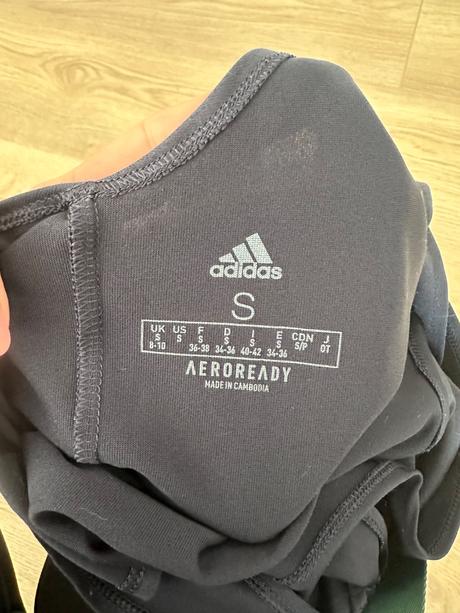 adidas
S
UK US F D I E CDN J
S S S S S S S/P OT
8-10 36-38 34-36 40-42 34-36
AEROREADY
MADE IN CAMBODIA